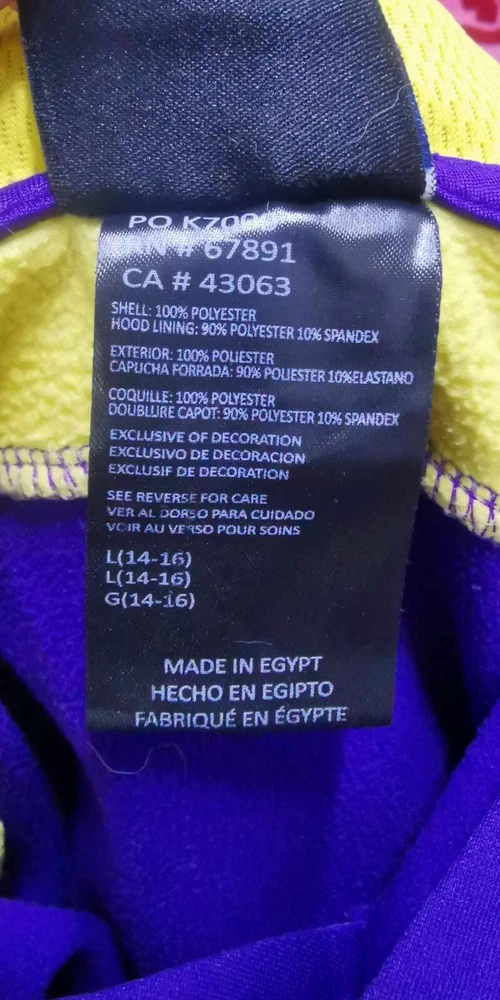 PO K700
RN # 67891
CA # 43063
SHELL: 100% POLYESTER
HOOD LINING: 90% POLYESTER 10% SPANDEX
EXTERIOR: 100% POLIESTER
CAPUCHA FORRADA: 90% POLIESTER 10%ELASTANO
COQUILLE: 100% POLYESTER
DOUBLURE CAPOT: 90% POLYESTER 10% SPANDEX
EXCLUSIVE OF DECORATION
EXCLUSIVO DE DECORACION
EXCLUSIF DE DECORATION
SEE REVERSE FOR CARE
VER AL DORSO PARA CUIDADO
VOIR AU VERSO POUR SOINS
L(14-16)
L(14-16)
G(14-16)
MADE IN EGYPT
HECHO EN EGIPTO
FABRIQUÉ EN ÉGYPTE